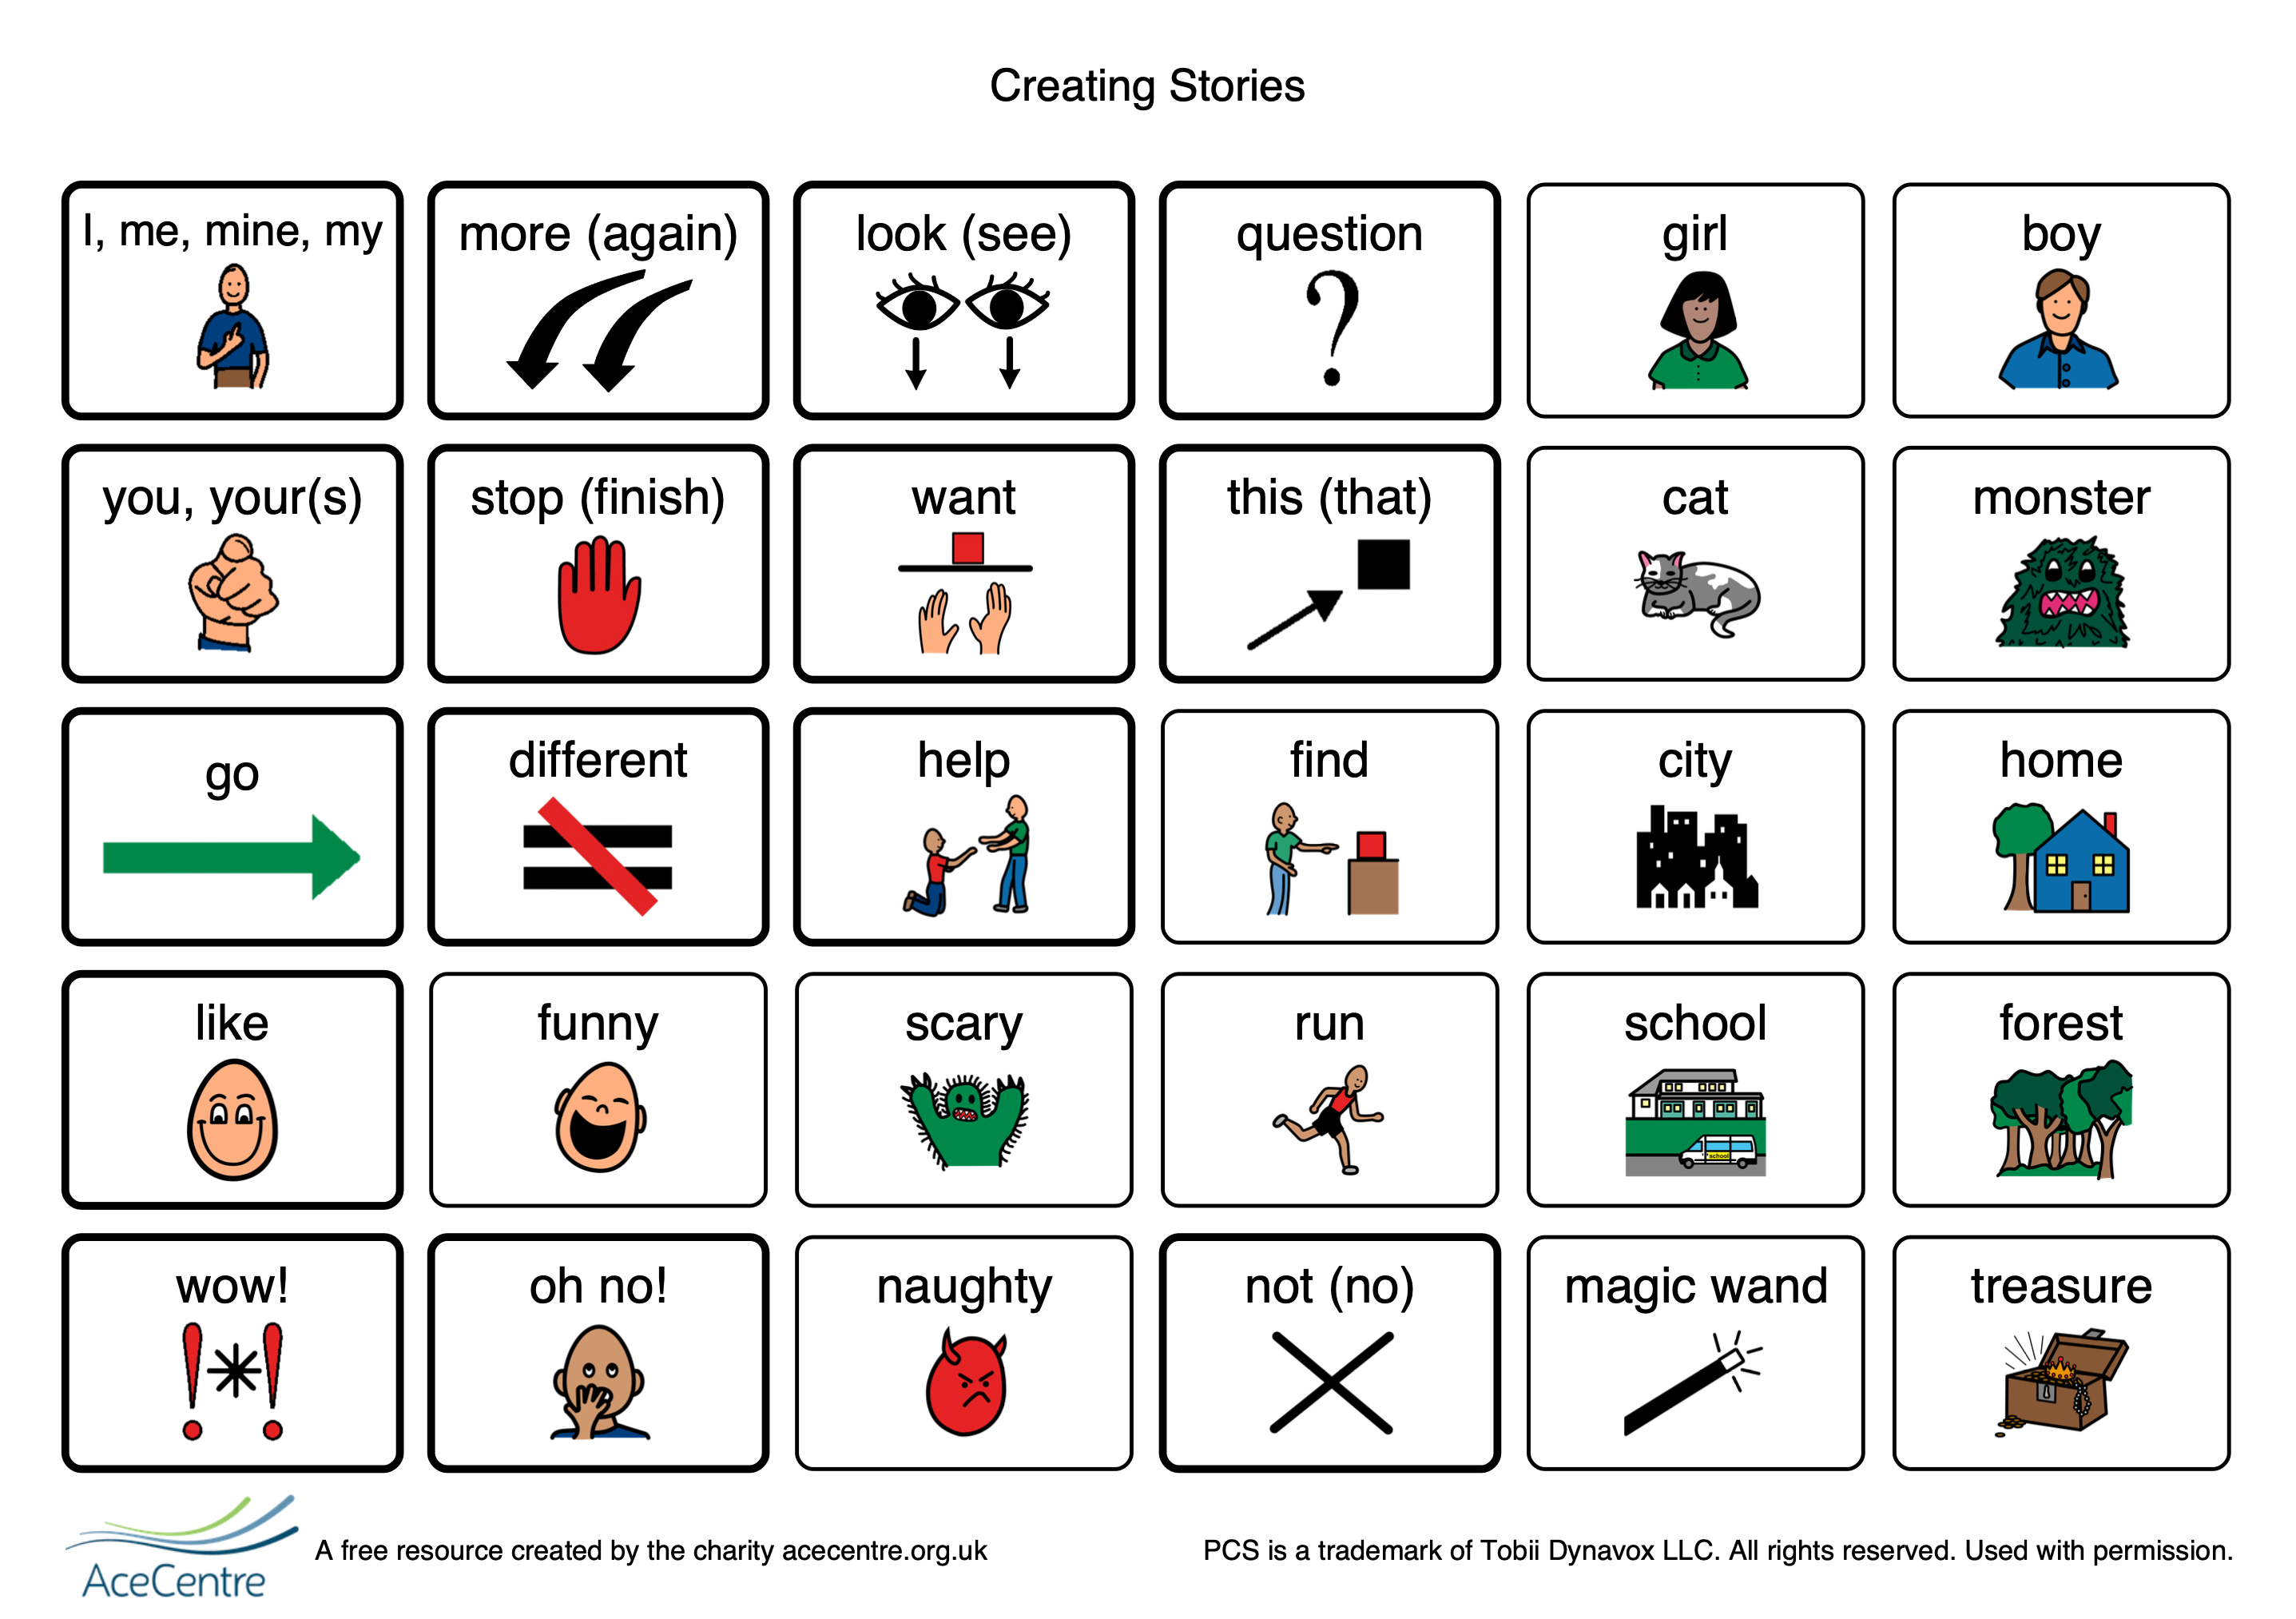 Creating Stories
I, me, mine, my
more (again)
look (see)
question
girl
boy
you, your(s)
stop (finish)
want
this (that)
cat
monster
go
different
help
find
city
home
like
funny
scary
run
school
forest
school
wow!
oh no!
naughty
not (no)
magic wand
treasure
AceCentre
A free resource created by the charity acecentre.org.uk
PCS is a trademark of Tobii Dynavox LLC. All rights reserved. Used with permission.